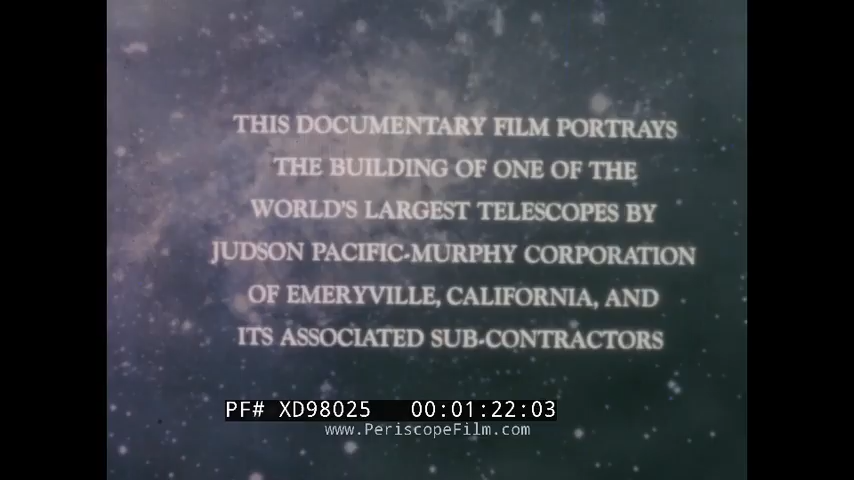 THIS DOCUMENTARY FILM PORTRAYS
THE BUILDING OF ONE OF THE
WORLD'S LARGEST TELESCOPES BY
JUDSON PACIFIC-MURPHY CORPORATION
OF EMERYVILLE, CALIFORNIA, AND
ITS ASSOCIATED SUB-CONTRACTORS
PF# XD98025 00:01:22:03
www.PeriscopeFilm.com